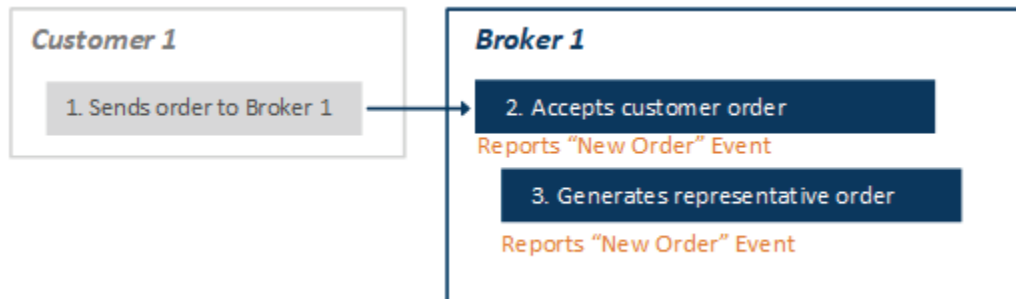 Customer 1
1. Sends order to Broker 1
Broker 1
2. Accepts customer order
Reports “New Order” Event
3. Generates representative order
Reports “New Order” Event